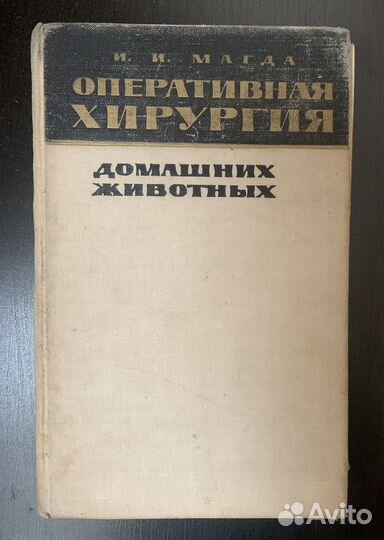 И. И. МАГДА
ОПЕРАТИВНАЯ
ХИРУРГИЯ
ДОМАШНИХ
ЖИВОТНЫХ
Avito